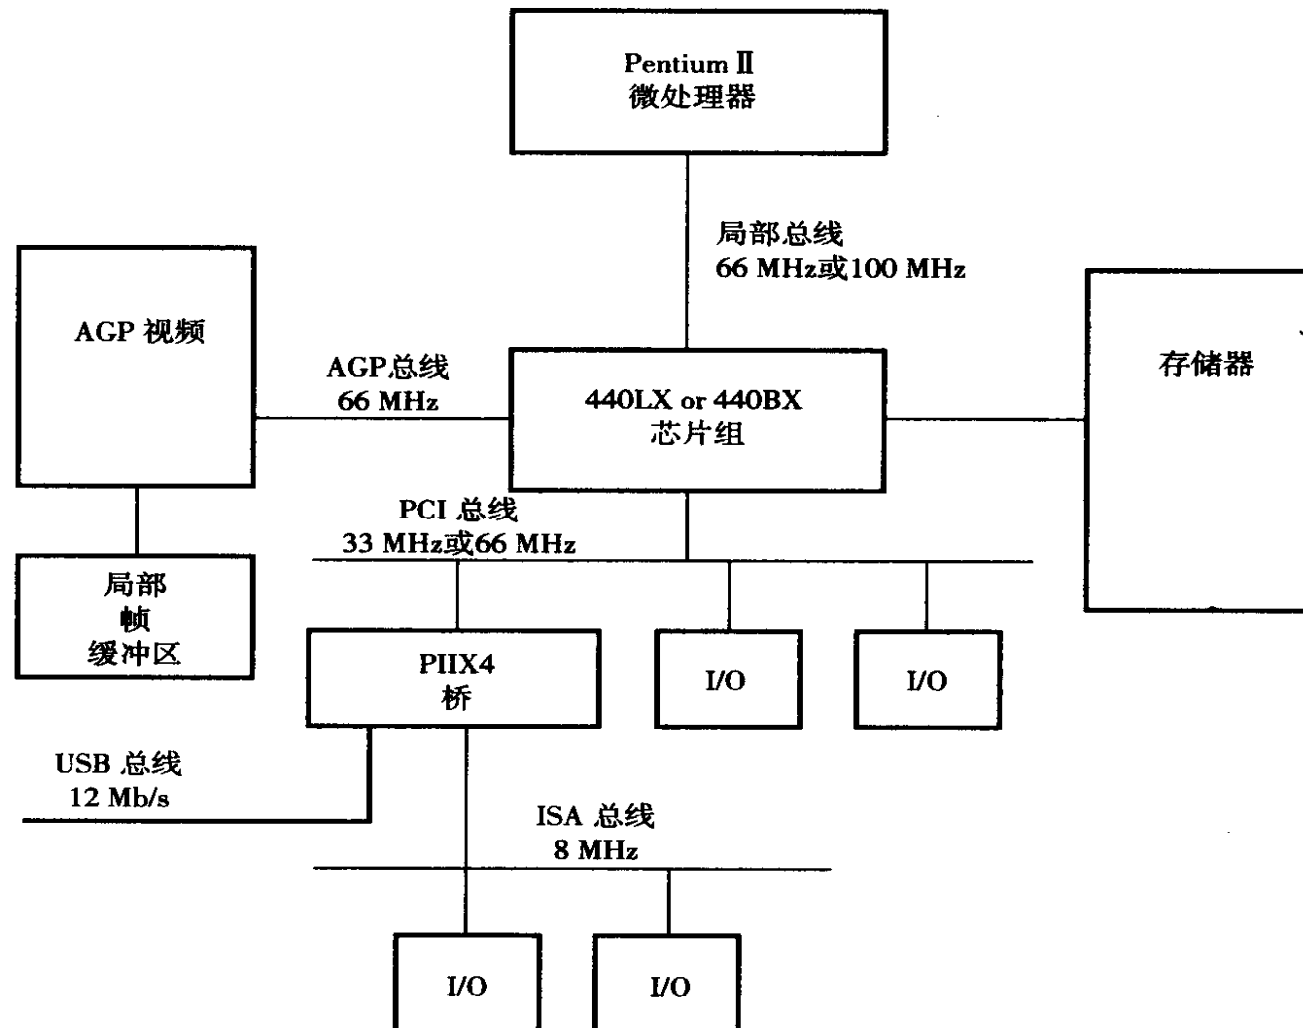 Pentium Ⅱ
微处理器
局部总线
66 MHz或100 MHz
AGP 视频
AGP总线
66 MHz
440LX or 440BX
芯片组
存储器
PCI 总线
33 MHz或66 MHz
局部
帧
缓冲区
PIIX4
桥
I/O
I/O
USB 总线
12 Mb/s
ISA 总线
8 MHz
I/O
I/O